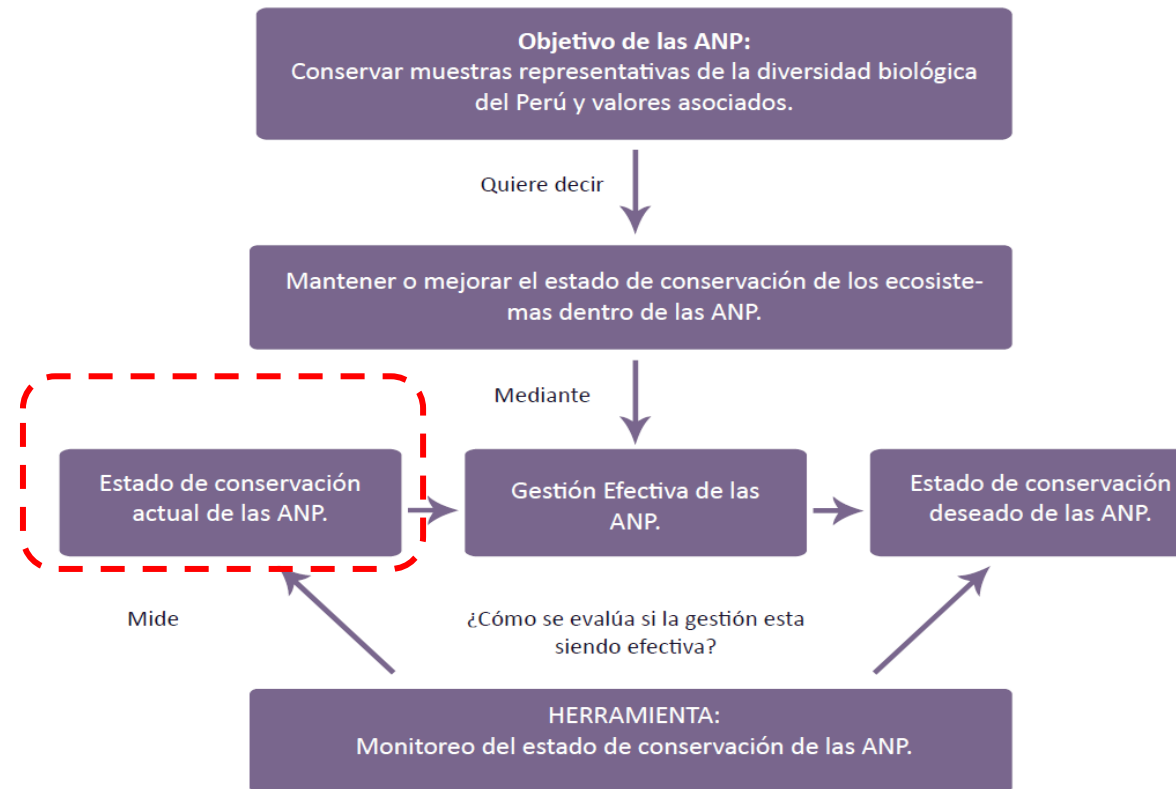 Objetivo de las ANP:
Conservar muestras representativas de la diversidad biológica
del Perú y valores asociados.
Quiere decir
Mantener o mejorar el estado de conservación de los ecosiste-
mas dentro de las ANP.
Mediante
Estado de conservación
actual de las ANP.
Gestión Efectiva de las
ANP.
Estado de conservación
deseado de las ANP.
Mide
¿Cómo se evalúa si la gestión esta
siendo efectiva?
HERRAMIENTA:
Monitoreo del estado de conservación de las ANP.